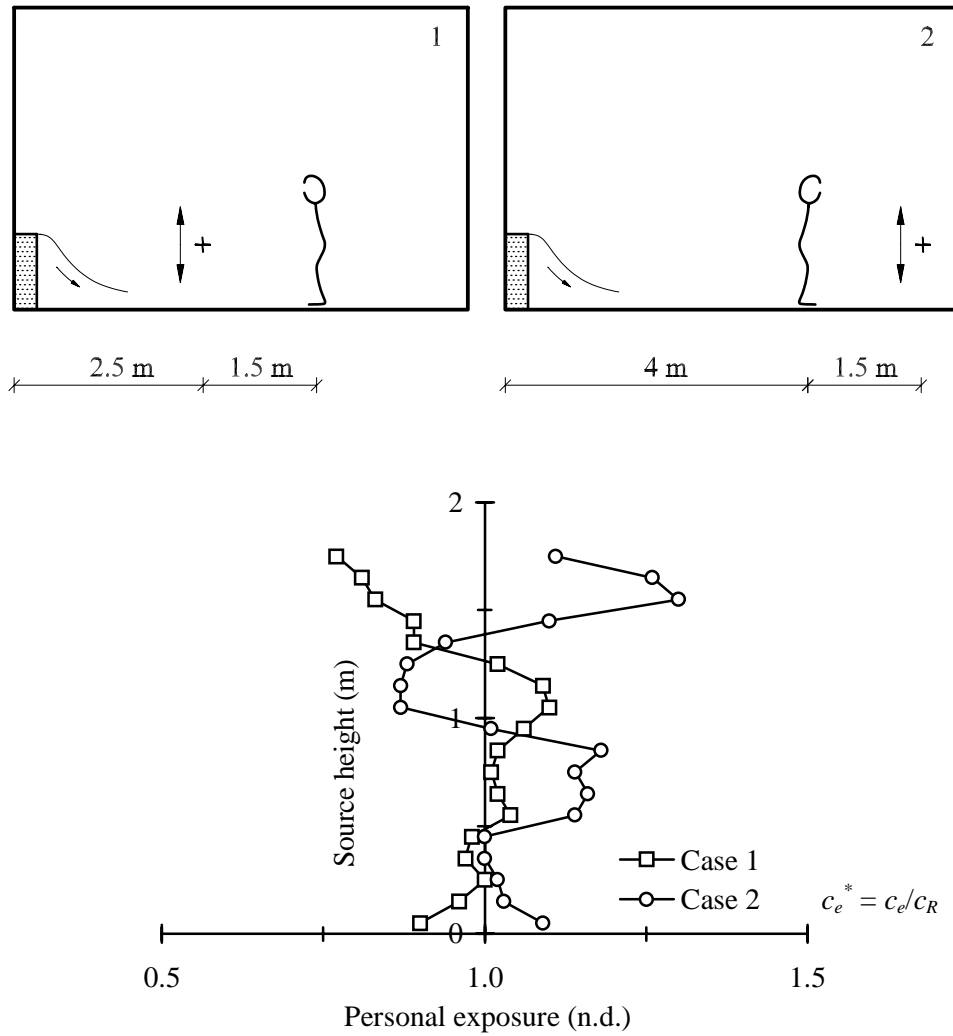 1
2
+
+
2.5 m
1.5 m
4 m
1.5 m
2
1
0
Source height (m)
Case 1
Case 2
c_e^* = c_e/c_R
0.5
1.0
1.5
Personal exposure (n.d.)